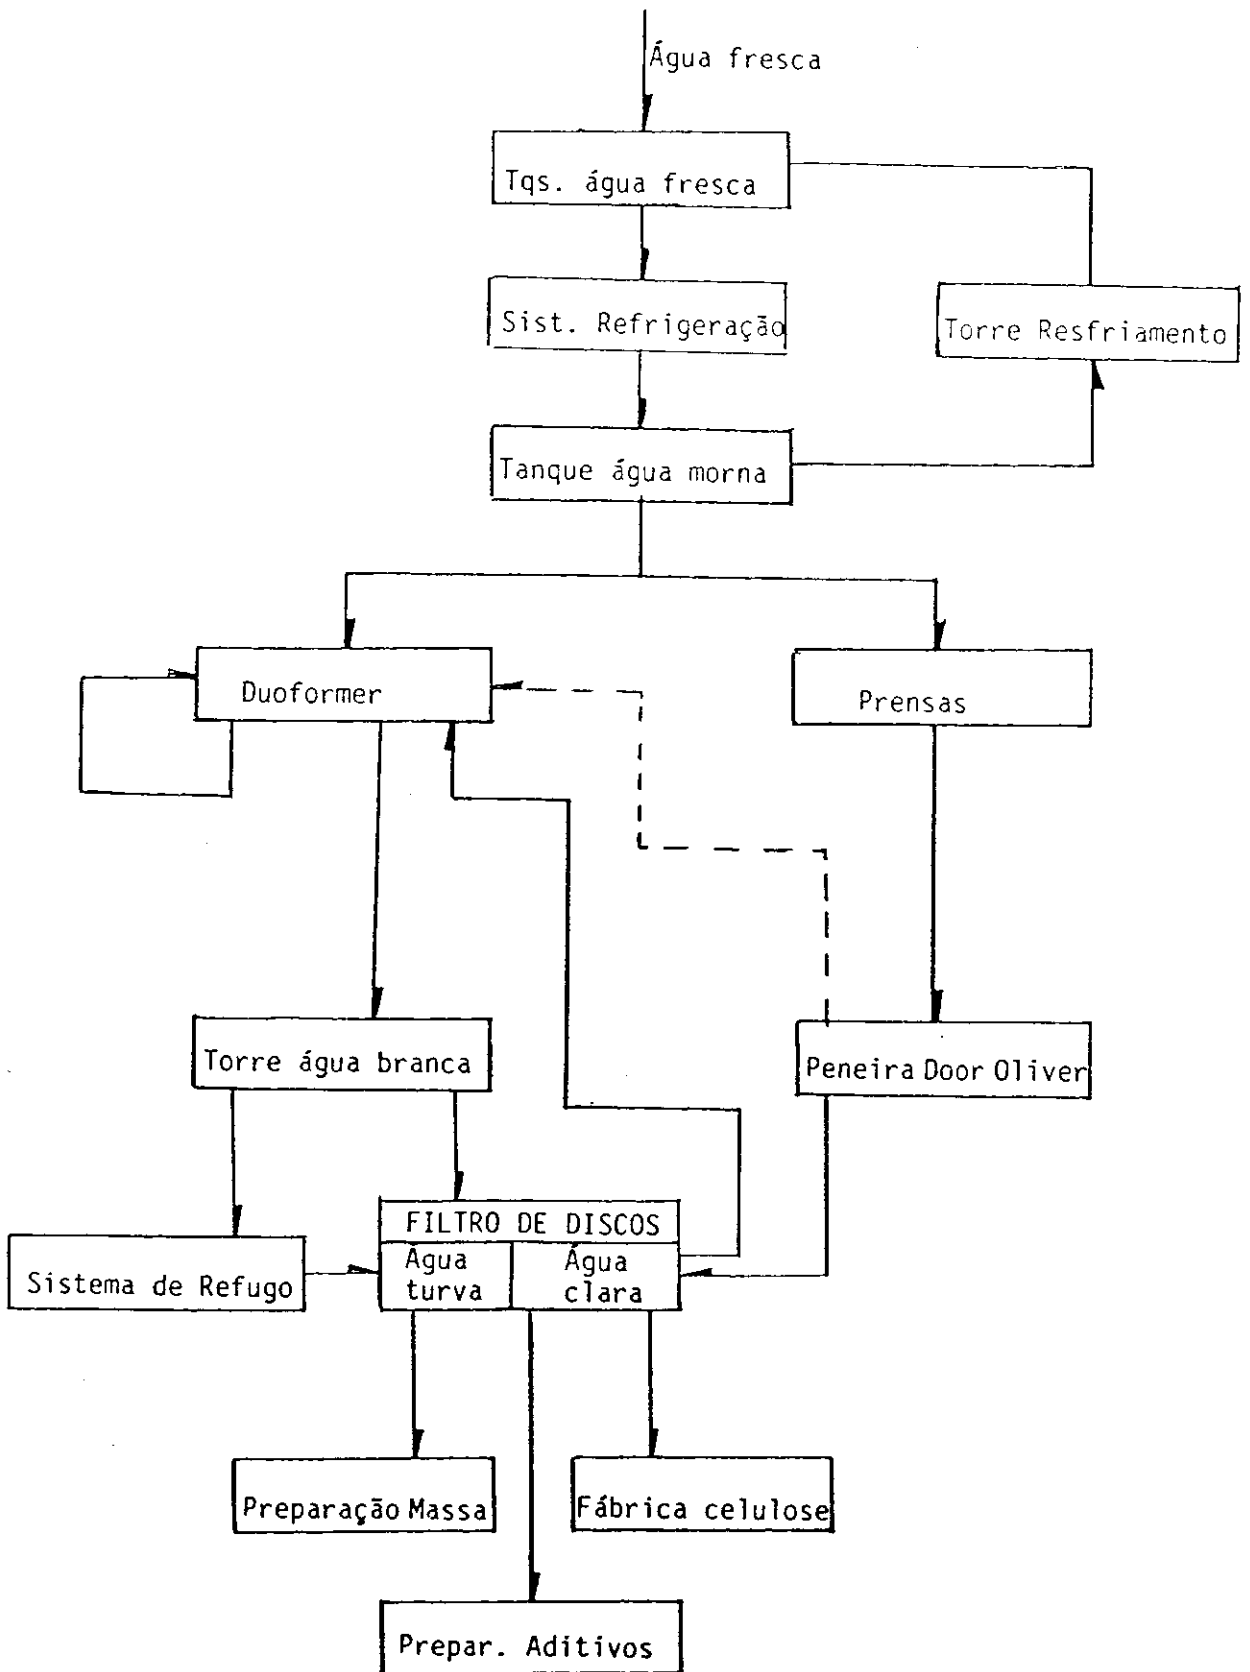 Água fresca
Tqs. água fresca
Sist. Refrigeração
Torre Resfriamento
Tanque água morna
Duoformer
Prensas
Torre água branca
Peneira Door Oliver
FILTRO DE DISCOS
Água
turva
Água
clara
Sistema de Refugo
Preparação Massa
Fábrica celulose
Prepar. Aditivos